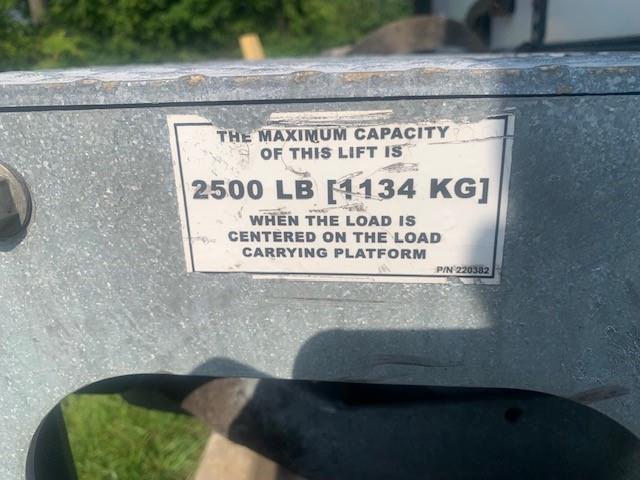 THE MAXIMUM CAPACITY
OF THIS LIFT IS
2500 LB [1134 KG]
WHEN THE LOAD IS
CENTERED ON THE LOAD
CARRYING PLATFORM
P/N 220382